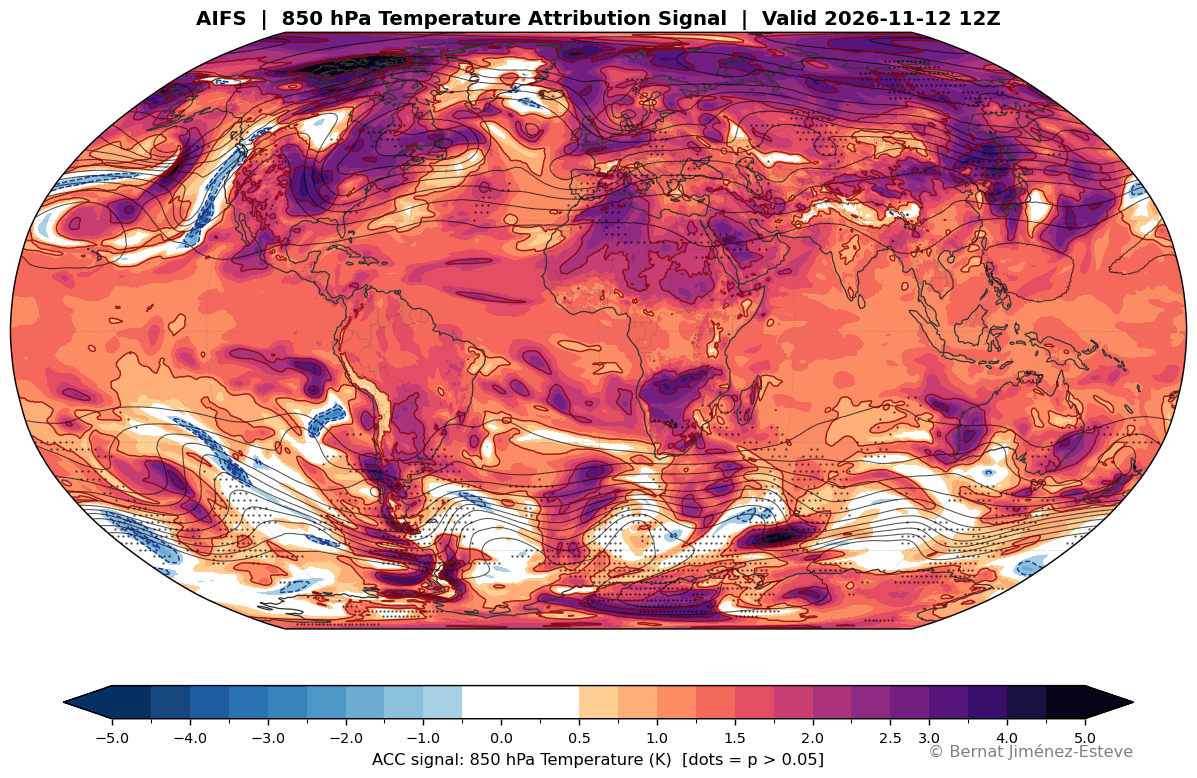 AIFS | 850 hPa Temperature Attribution Signal | Valid 2026-11-12 12Z
−5.0 −4.0 −3.0 −2.0 −1.0 0.0 0.5 1.0 1.5 2.0 2.5 3.0 4.0 5.0
© Bernat Jiménez-Esteve
ACC signal: 850 hPa Temperature (K) [dots = p > 0.05]